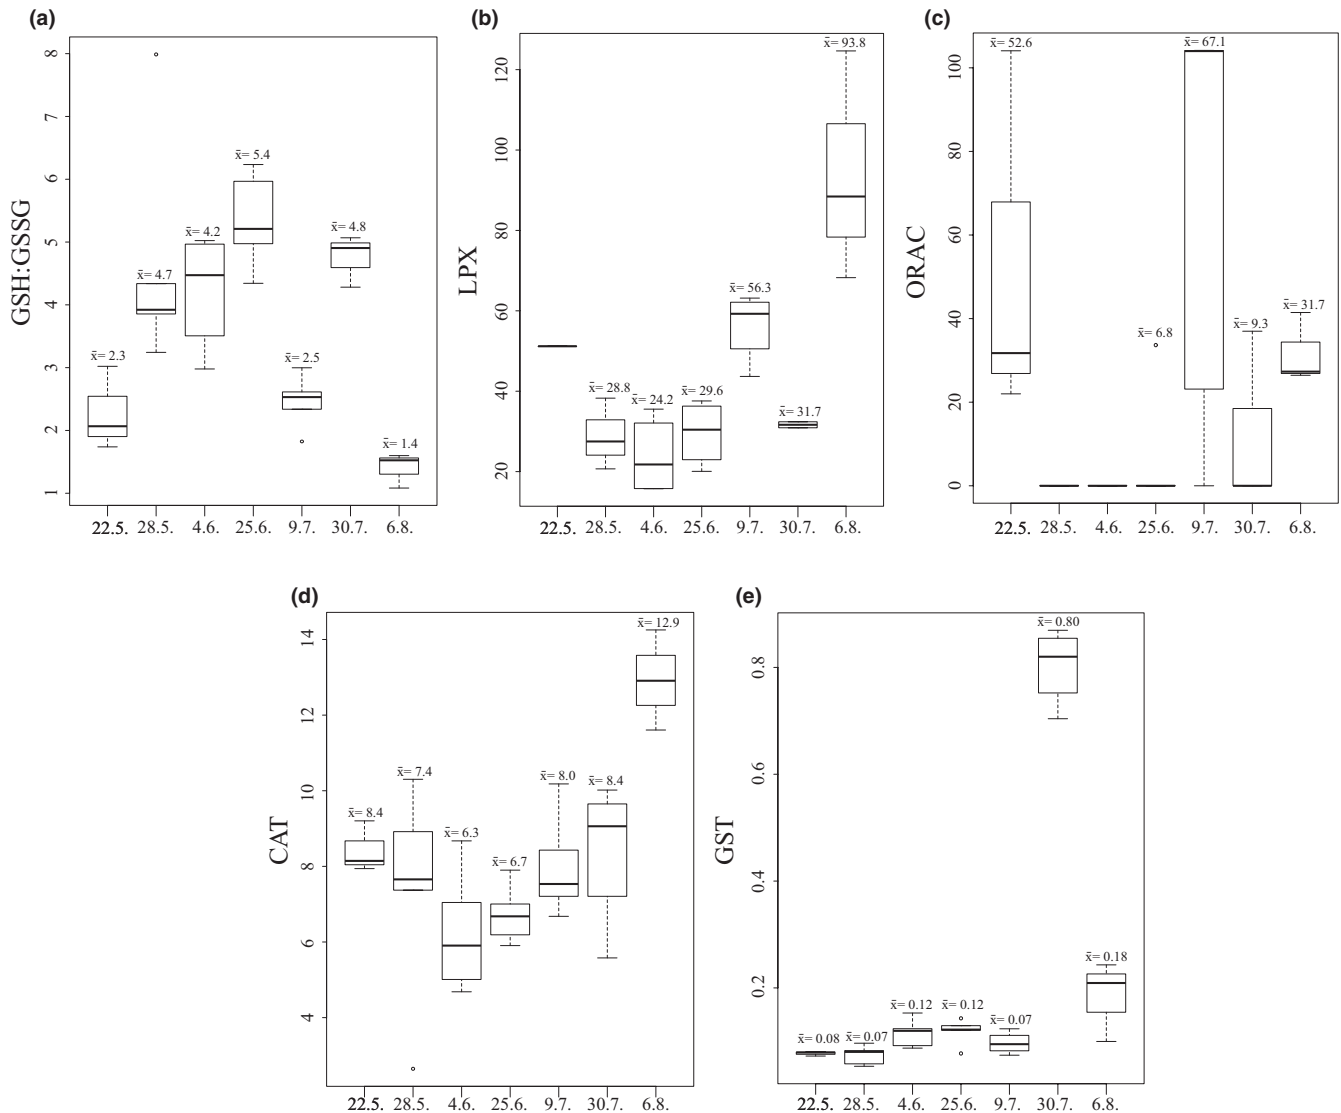 (a)
GSH:GSSG
8
7
6
5
4
3
2
1
x̄= 2.3
x̄= 4.7
x̄= 4.2
x̄= 5.4
x̄= 2.5
x̄= 4.8
x̄= 1.4
22.5. 28.5. 4.6. 25.6. 9.7. 30.7. 6.8.
(b)
LPX
120
100
80
60
40
20
x̄= 28.8
x̄= 24.2
x̄= 29.6
x̄= 56.3
x̄= 31.7
x̄= 93.8
22.5. 28.5. 4.6. 25.6. 9.7. 30.7. 6.8.
(c)
ORAC
100
80
60
40
20
0
x̄= 52.6
x̄= 6.8
x̄= 67.1
x̄= 9.3
x̄= 31.7
22.5. 28.5. 4.6. 25.6. 9.7. 30.7. 6.8.
(d)
CAT
14
12
10
8
6
4
x̄= 8.4
x̄= 7.4
x̄= 6.3
x̄= 6.7
x̄= 8.0
x̄= 8.4
x̄= 12.9
22.5. 28.5. 4.6. 25.6. 9.7. 30.7. 6.8.
(e)
GST
0.8
0.6
0.4
0.2
x̄= 0.08
x̄= 0.07
x̄= 0.12
x̄= 0.12
x̄= 0.07
x̄= 0.80
x̄= 0.18
22.5. 28.5. 4.6. 25.6. 9.7. 30.7. 6.8.